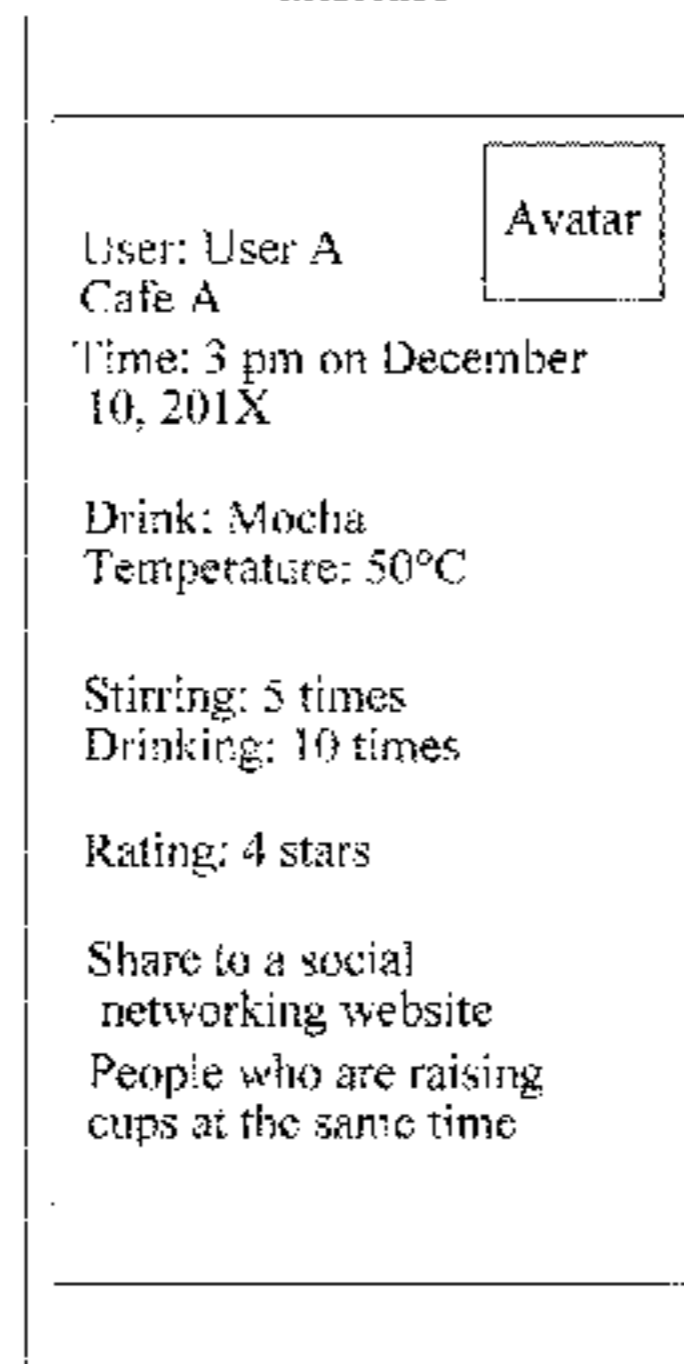 Avatar
User: User A
Cafe A
Time: 3 pm on December
10, 201X
Drink: Mocha
Temperature: 50°C
Stirring: 5 times
Drinking: 10 times
Rating: 4 stars
Share to a social
networking website
People who are raising
cups at the same time